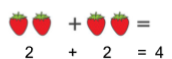 + =
2 + 2 = 4